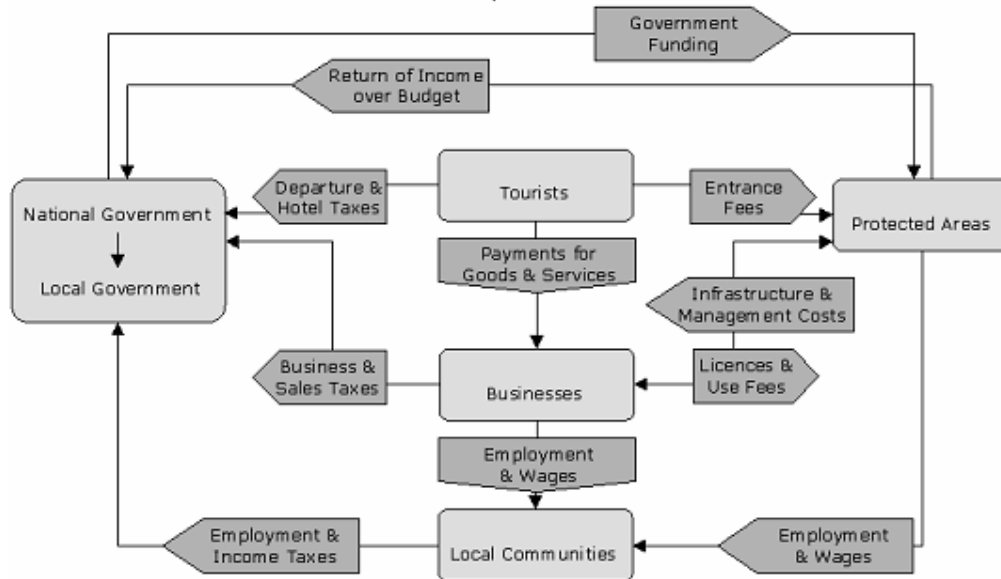 Government
Funding
Return of Income
over Budget
Departure &
Hotel Taxes
Tourists
Entrance
Fees
National Government
Local Government
Protected Areas
Payments for
Goods & Services
Infrastructure &
Management Costs
Business &
Sales Taxes
Businesses
Licences &
Use Fees
Employment
& Wages
Employment &
Income Taxes
Local Communities
Employment
& Wages